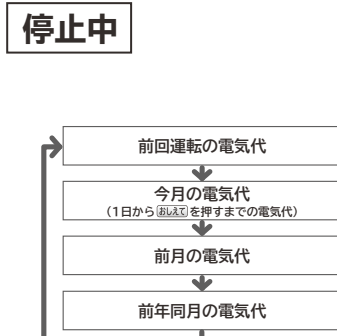 停止中
前回運転の電気代
今月の電気代
(1日からおしえてを押すまでの電気代)
前月の電気代
前年同月の電気代